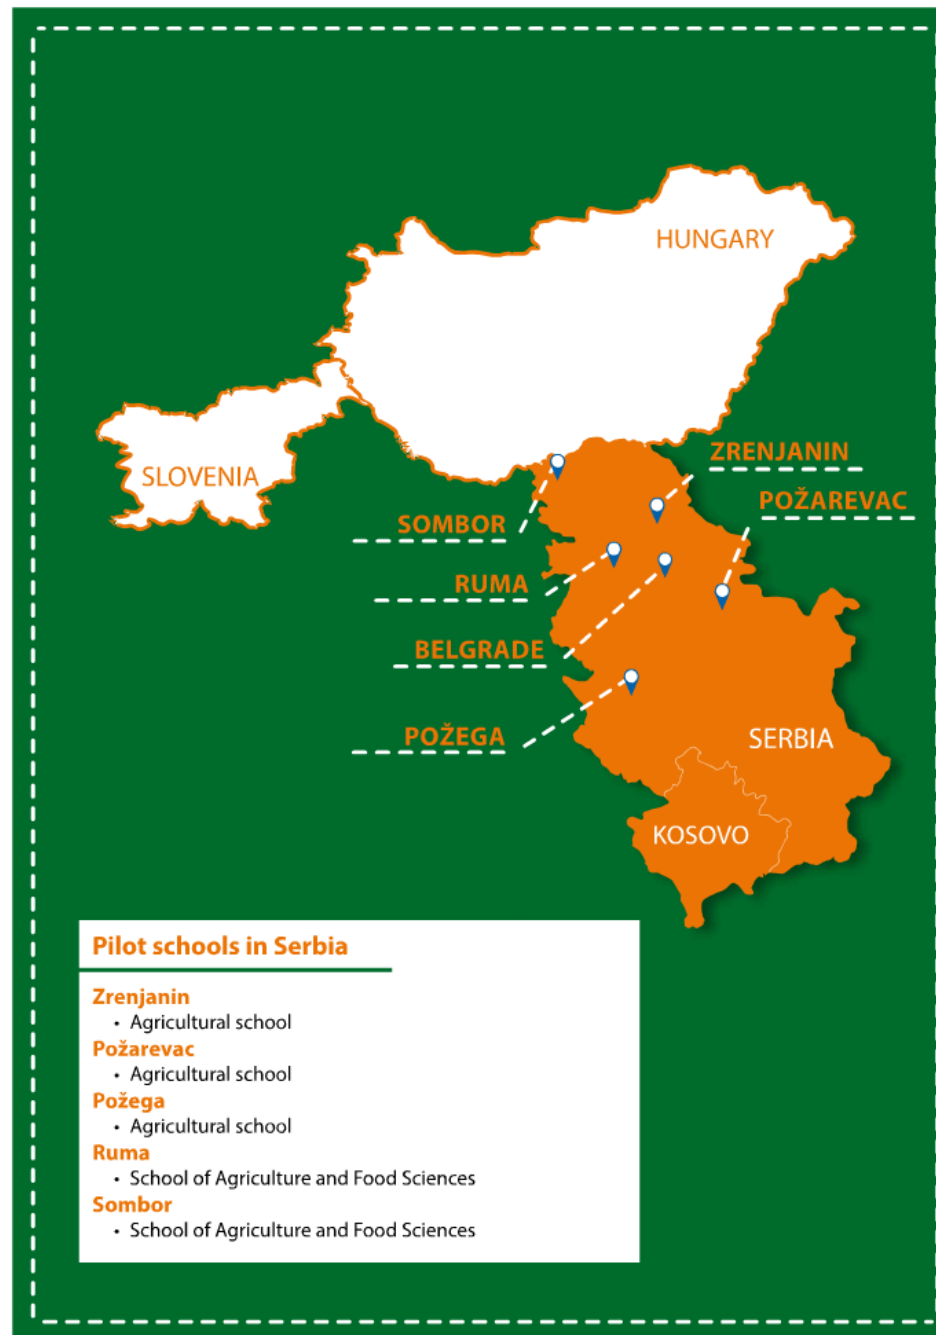 HUNGARY
SLOVENIA
ZRENJANIN
POŽAREVAC
SOMBOR
RUMA
BELGRADE
POŽEGA
SERBIA
KOSOVO
Pilot schools in Serbia
Zrenjanin
• Agricultural school
Požarevac
• Agricultural school
Požega
• Agricultural school
Ruma
• School of Agriculture and Food Sciences
Sombor
• School of Agriculture and Food Sciences